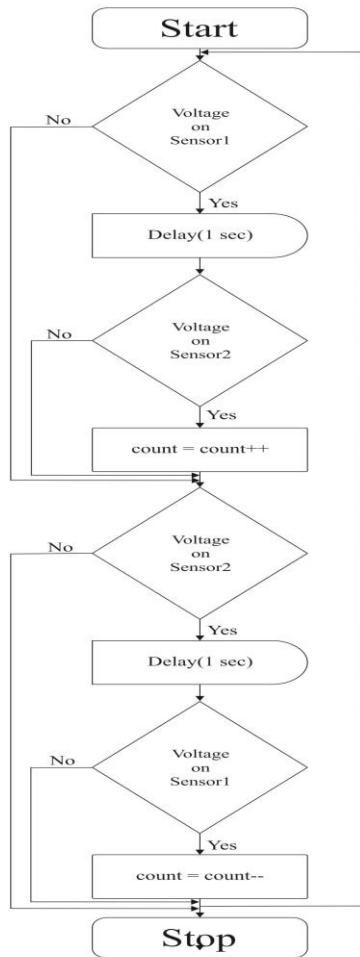 Start
Voltage
on
Sensor1
No
Yes
Delay(1 sec)
Voltage
on
Sensor2
No
Yes
count = count++
Voltage
on
Sensor2
No
Yes
Delay(1 sec)
Voltage
on
Sensor1
No
Yes
count = count--
Stop